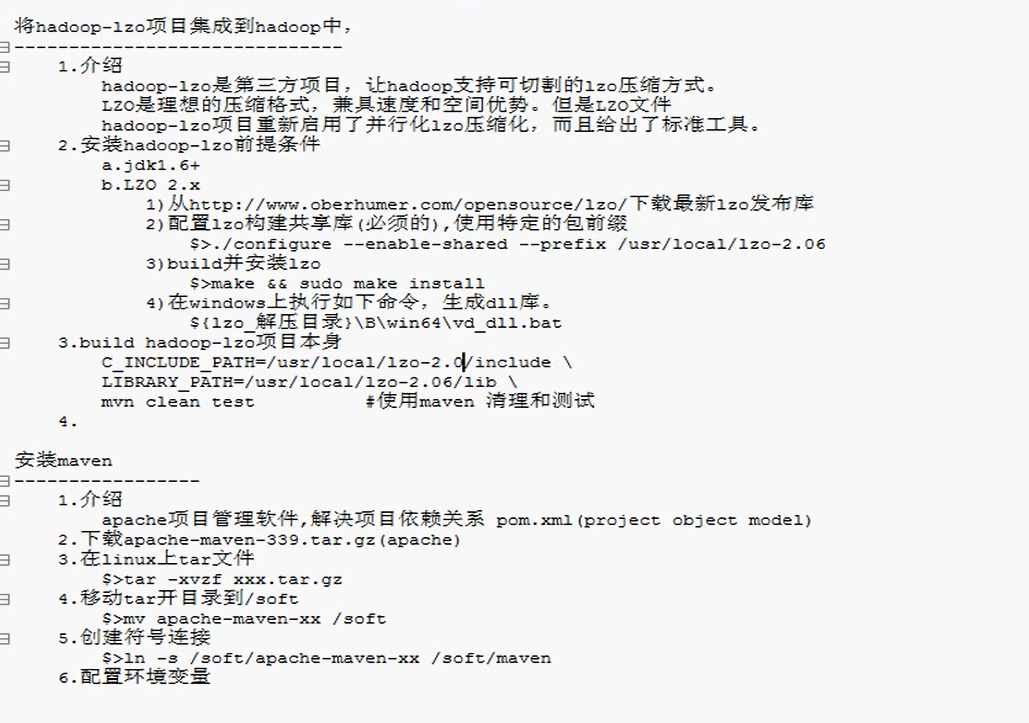 将hadoop-lzo项目集成到hadoop中，
------------------------------
1.介绍
hadoop-lzo是第三方项目，让hadoop支持可切割的lzo压缩方式。
LZO是理想的压缩格式，兼具速度和空间优势。但是LZO文件
hadoop-lzo项目重新启用了并行化lzo压缩化，而且给出了标准工具。
2.安装hadoop-lzo前提条件
a.jdk1.6+
b.LZO 2.x
1)从http://www.oberhumer.com/opensource/lzo/下载最新lzo发布库
2)配置lzo构建共享库(必须的),使用特定的包前缀
$>./configure --enable-shared --prefix /usr/local/lzo-2.06
3)build并安装lzo
$>make && sudo make install
4)在windows上执行如下命令，生成dll库。
${lzo_解压目录}\B\win64\vd_dll.bat
3.build hadoop-lzo项目本身
C_INCLUDE_PATH=/usr/local/lzo-2.0/include \
LIBRARY_PATH=/usr/local/lzo-2.06/lib \
mvn clean test #使用maven 清理和测试
4.
安装maven
-----------------
1.介绍
apache项目管理软件,解决项目依赖关系 pom.xml(project object model)
2.下载apache-maven-339.tar.gz(apache)
3.在linux上tar文件
$>tar -xvzf xxx.tar.gz
4.移动tar开目录到/soft
$>mv apache-maven-xx /soft
5.创建符号连接
$>ln -s /soft/apache-maven-xx /soft/maven
6.配置环境变量